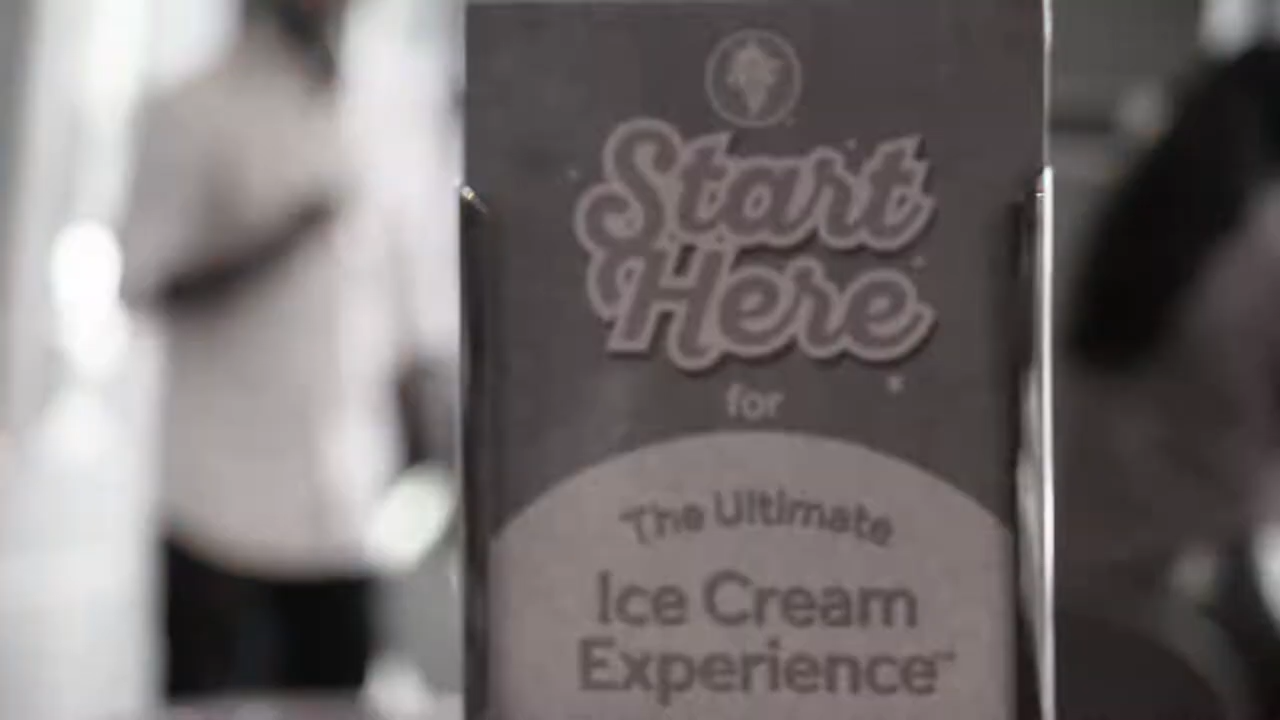 Start
Here
for
The Ultimate
Ice Cream
Experience™